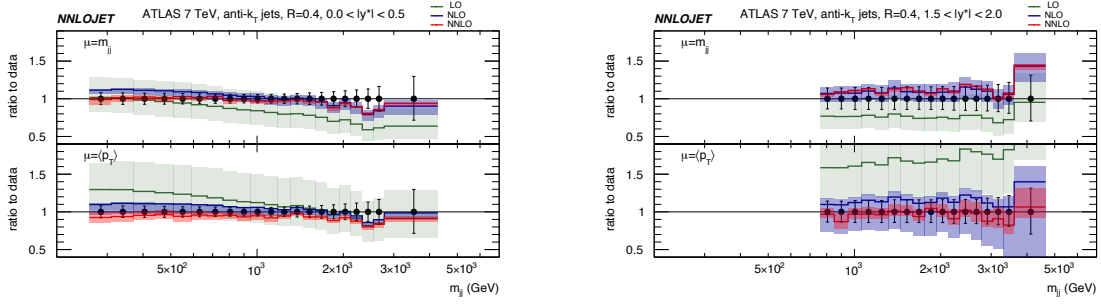 NNLOJET ATLAS 7 TeV, anti-k_T jets, R=0.4, 0.0 < |y*| < 0.5
LO
NLO
NNLO
μ=m_jj
ratio to data
1.5
1
0.5
μ=⟨p_T⟩
ratio to data
1.5
1
0.5
5×10² 10³ 2×10³ 3×10³ 5×10³
m_jj (GeV)
NNLOJET ATLAS 7 TeV, anti-k_T jets, R=0.4, 1.5 < |y*| < 2.0
LO
NLO
NNLO
μ=m_jj
ratio to data
1.5
1
0.5
μ=⟨p_T⟩
ratio to data
1.5
1
0.5
5×10² 10³ 2×10³ 3×10³ 5×10³
m_jj (GeV)